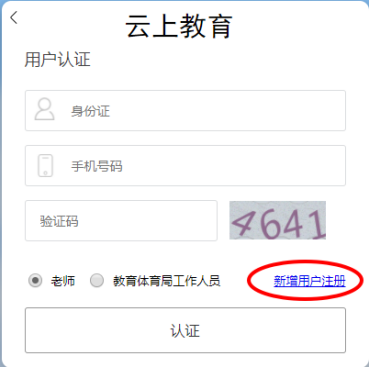 云上教育
用户认证
身份证
手机号码
验证码 4641
老师 教育体育局工作人员 新增用户注册
认证